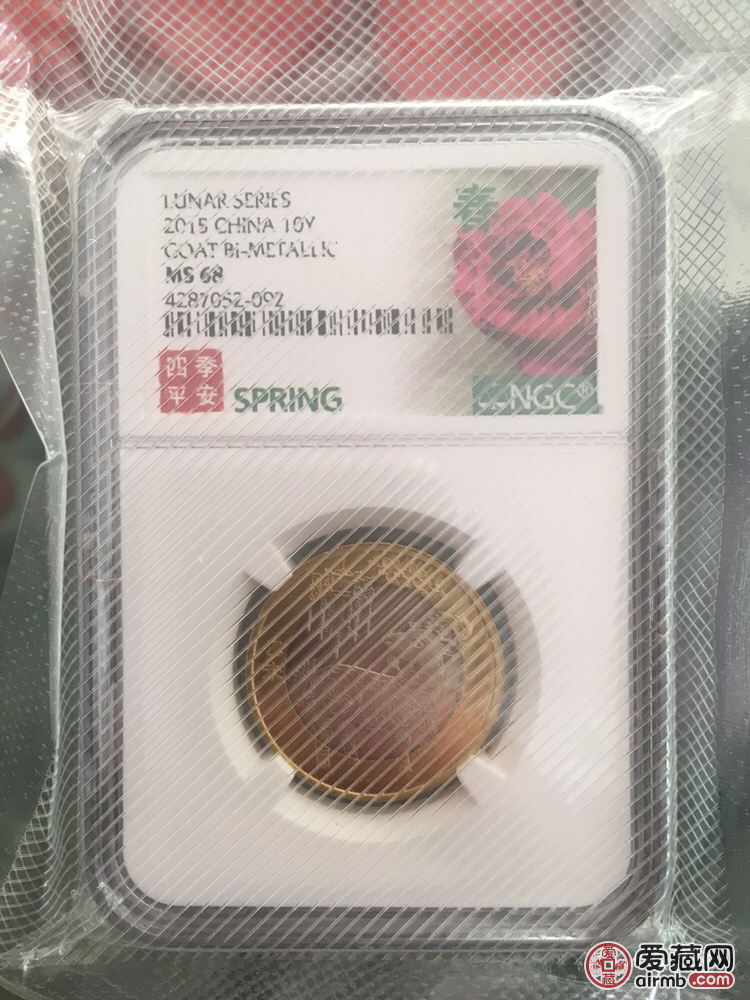 LUNAR SERIES
2015 CHINA 10Y
GOAT BI-METALLIC
MS 68
4287052-092
春
四季
平安
SPRING
NGC®
爱藏网
airmb.com